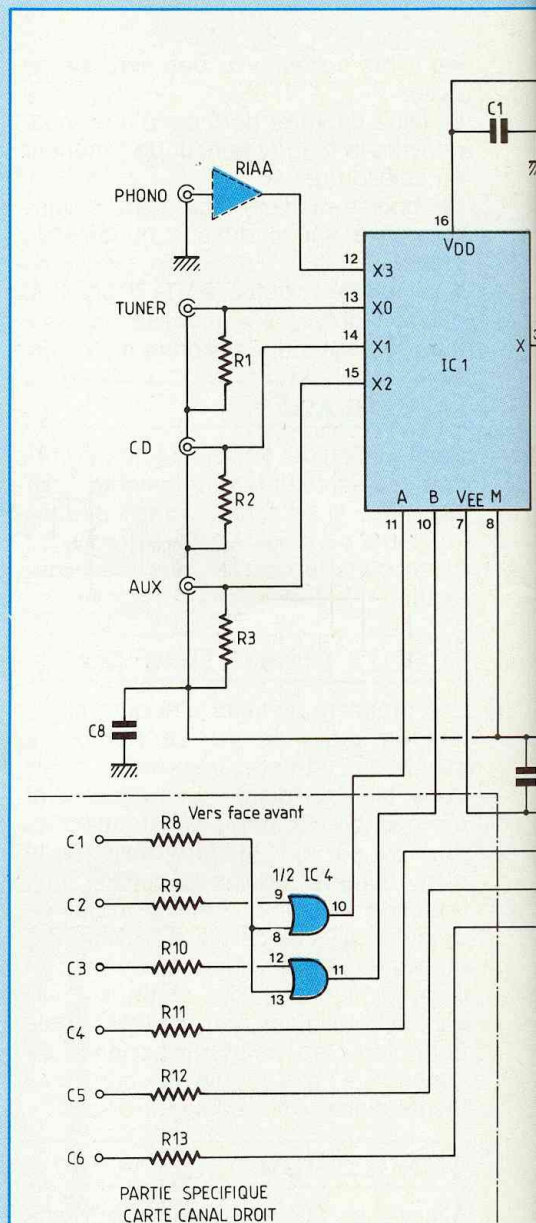 C1
RIAA
PHONO
16
VDD
12
X3
TUNER
13
X0
14
X1
R1
IC 1
X
15
X2
CD
R2
A
B
VEE
M
11
10
7
8
AUX
R3
C8
Vers face avant
C1
R8
1/2 IC 4
C2
R9
9
10
8
C3
R10
12
11
13
C4
R11
C5
R12
C6
R13
PARTIE SPECIFIQUE
CARTE CANAL DROIT